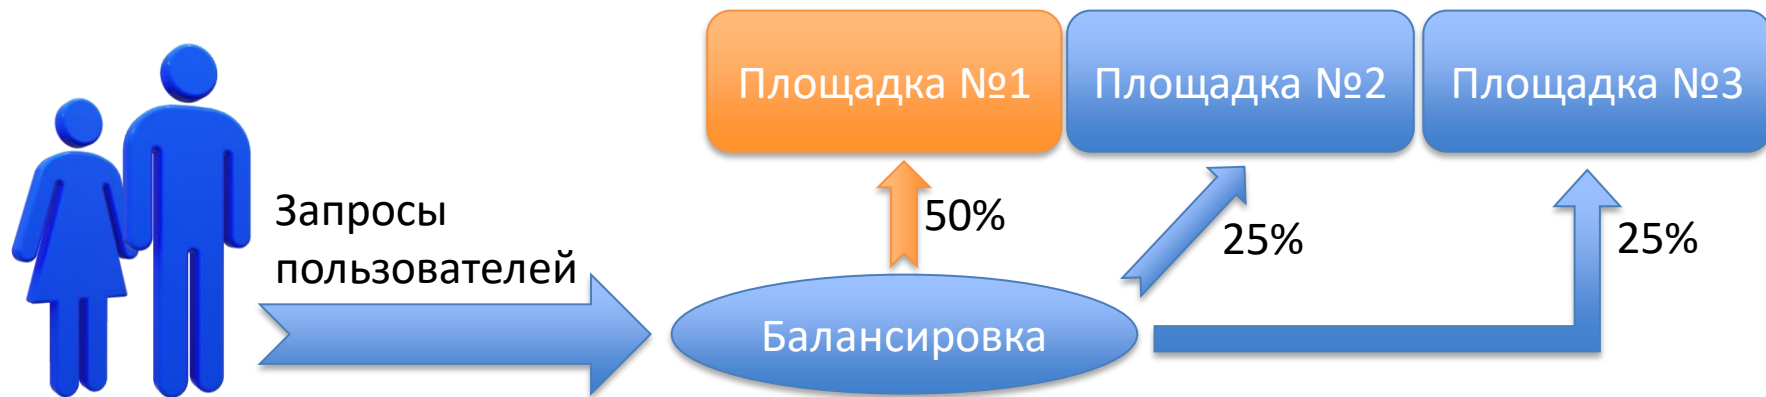 Площадка №1
Площадка №2
Площадка №3
Запросы
пользователей
50%
25%
25%
Балансировка